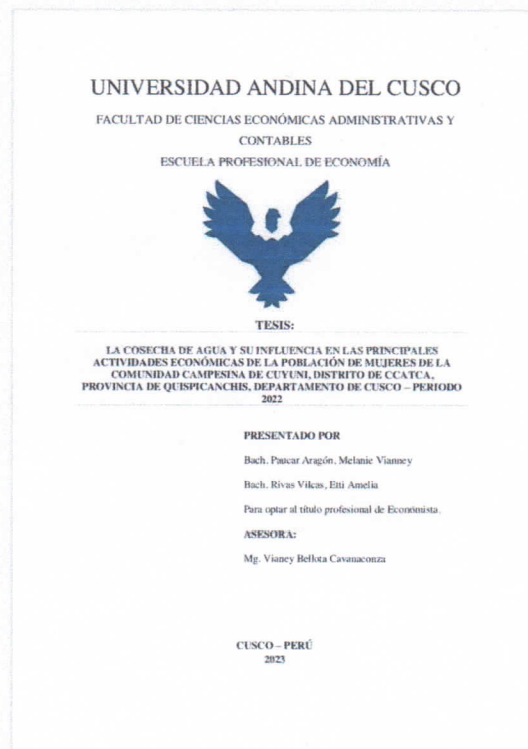 UNIVERSIDAD ANDINA DEL CUSCO
FACULTAD DE CIENCIAS ECONÓMICAS ADMINISTRATIVAS Y
CONTABLES
ESCUELA PROFESIONAL DE ECONOMÍA
TESIS:
LA COSECHA DE AGUA Y SU INFLUENCIA EN LAS PRINCIPALES
ACTIVIDADES ECONÓMICAS DE LA POBLACIÓN DE MUJERES DE LA
COMUNIDAD CAMPESINA DE CUYUNI, DISTRITO DE CCATCA,
PROVINCIA DE QUISPICANCHIS, DEPARTAMENTO DE CUSCO – PERIODO
2022
PRESENTADO POR
Bach. Paucar Aragón, Melanie Vianney
Bach. Rivas Vilcas, Etti Amelia
Para optar al título profesional de Economista.
ASESORA:
Mg. Vianey Bellota Cavanaconza
CUSCO – PERÚ
2023